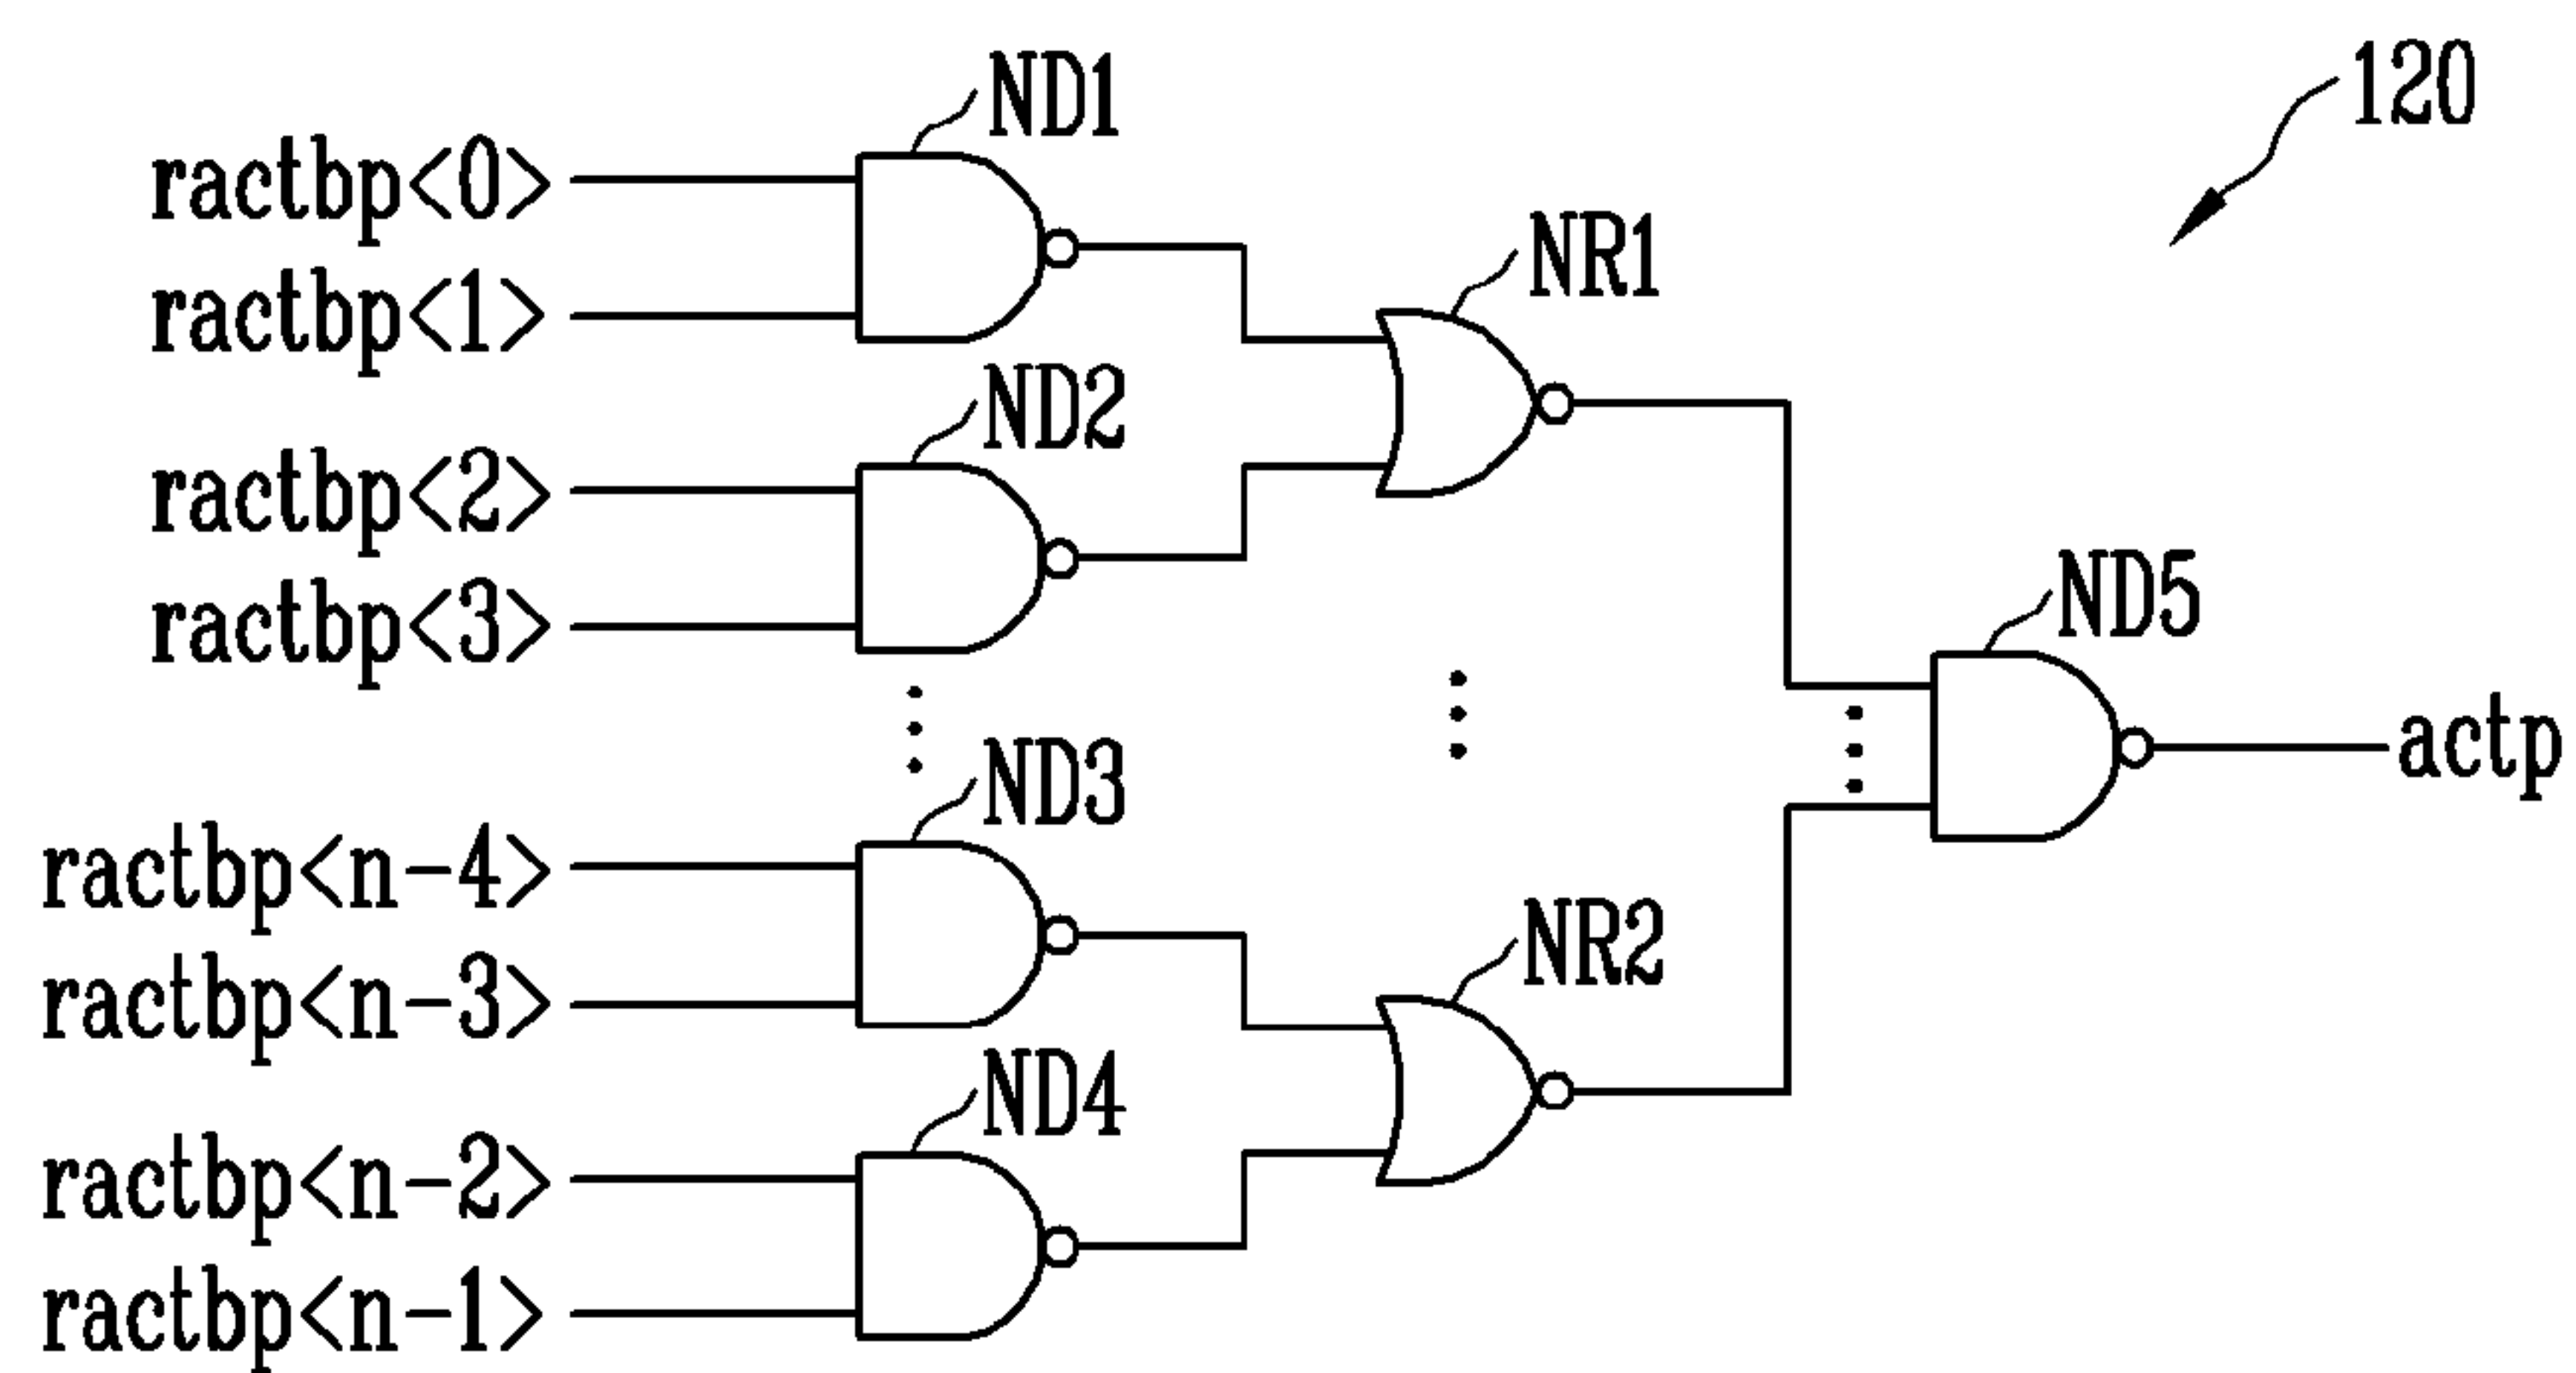 120
ND1
ractbp<0>
ractbp<1>
NR1
ND2
ractbp<2>
ractbp<3>
ND5
actp
ND3
ractbp<n-4>
ractbp<n-3>
NR2
ND4
ractbp<n-2>
ractbp<n-1>